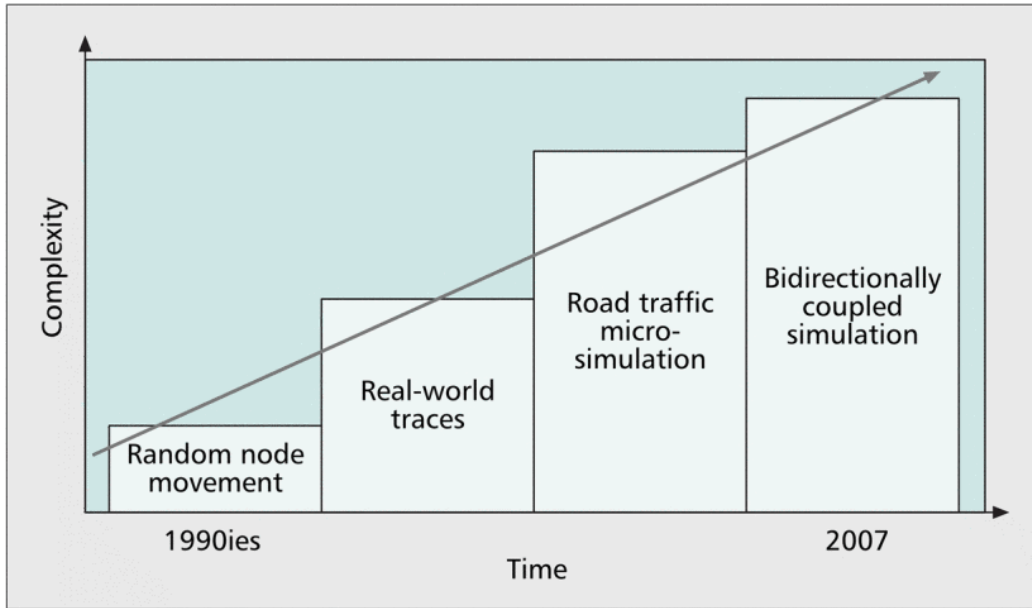 Complexity
Random node
movement
Real-world
traces
Road traffic
micro-
simulation
Bidirectionally
coupled
simulation
1990ies
2007
Time